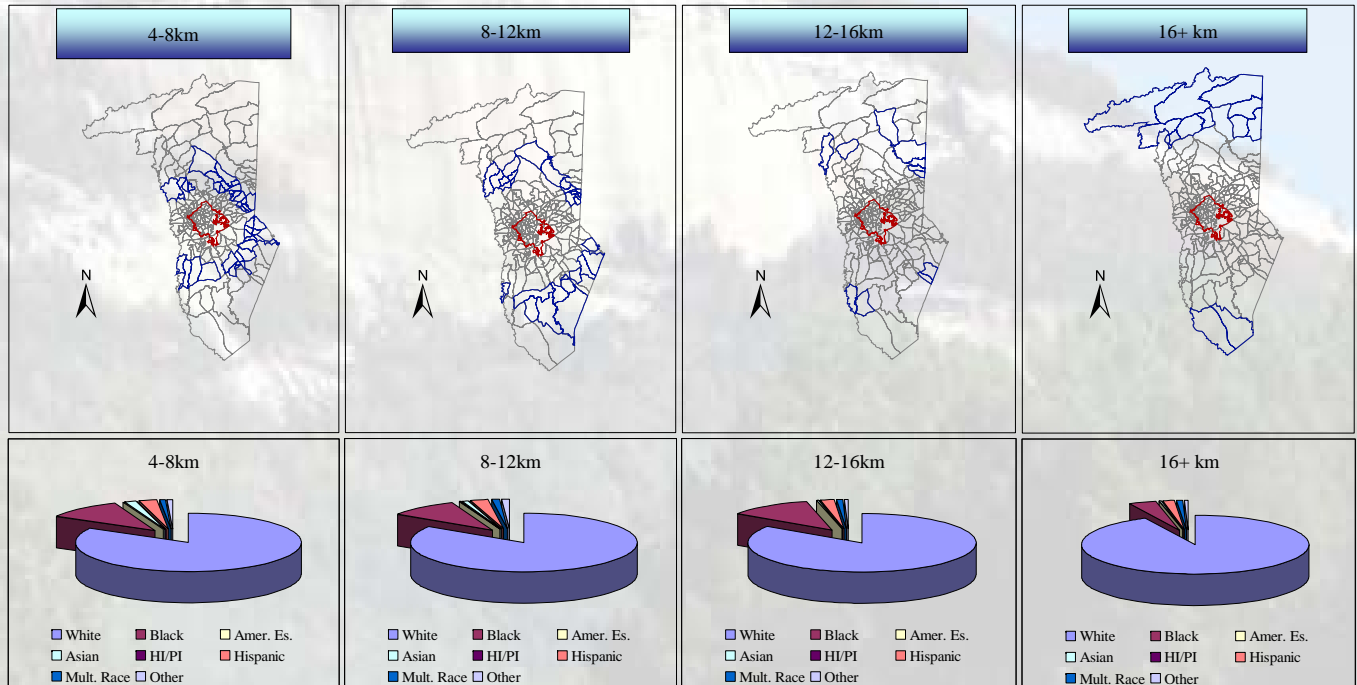 4-8km
8-12km
12-16km
16+ km
N
N
N
N
4-8km
White Black Amer. Es.
Asian HI/PI Hispanic
Mult. Race Other
8-12km
White Black Amer. Es.
Asian HI/PI Hispanic
Mult. Race Other
12-16km
White Black Amer. Es.
Asian HI/PI Hispanic
Mult. Race Other
16+ km
White Black Amer. Es.
Asian HI/PI Hispanic
Mult. Race Other